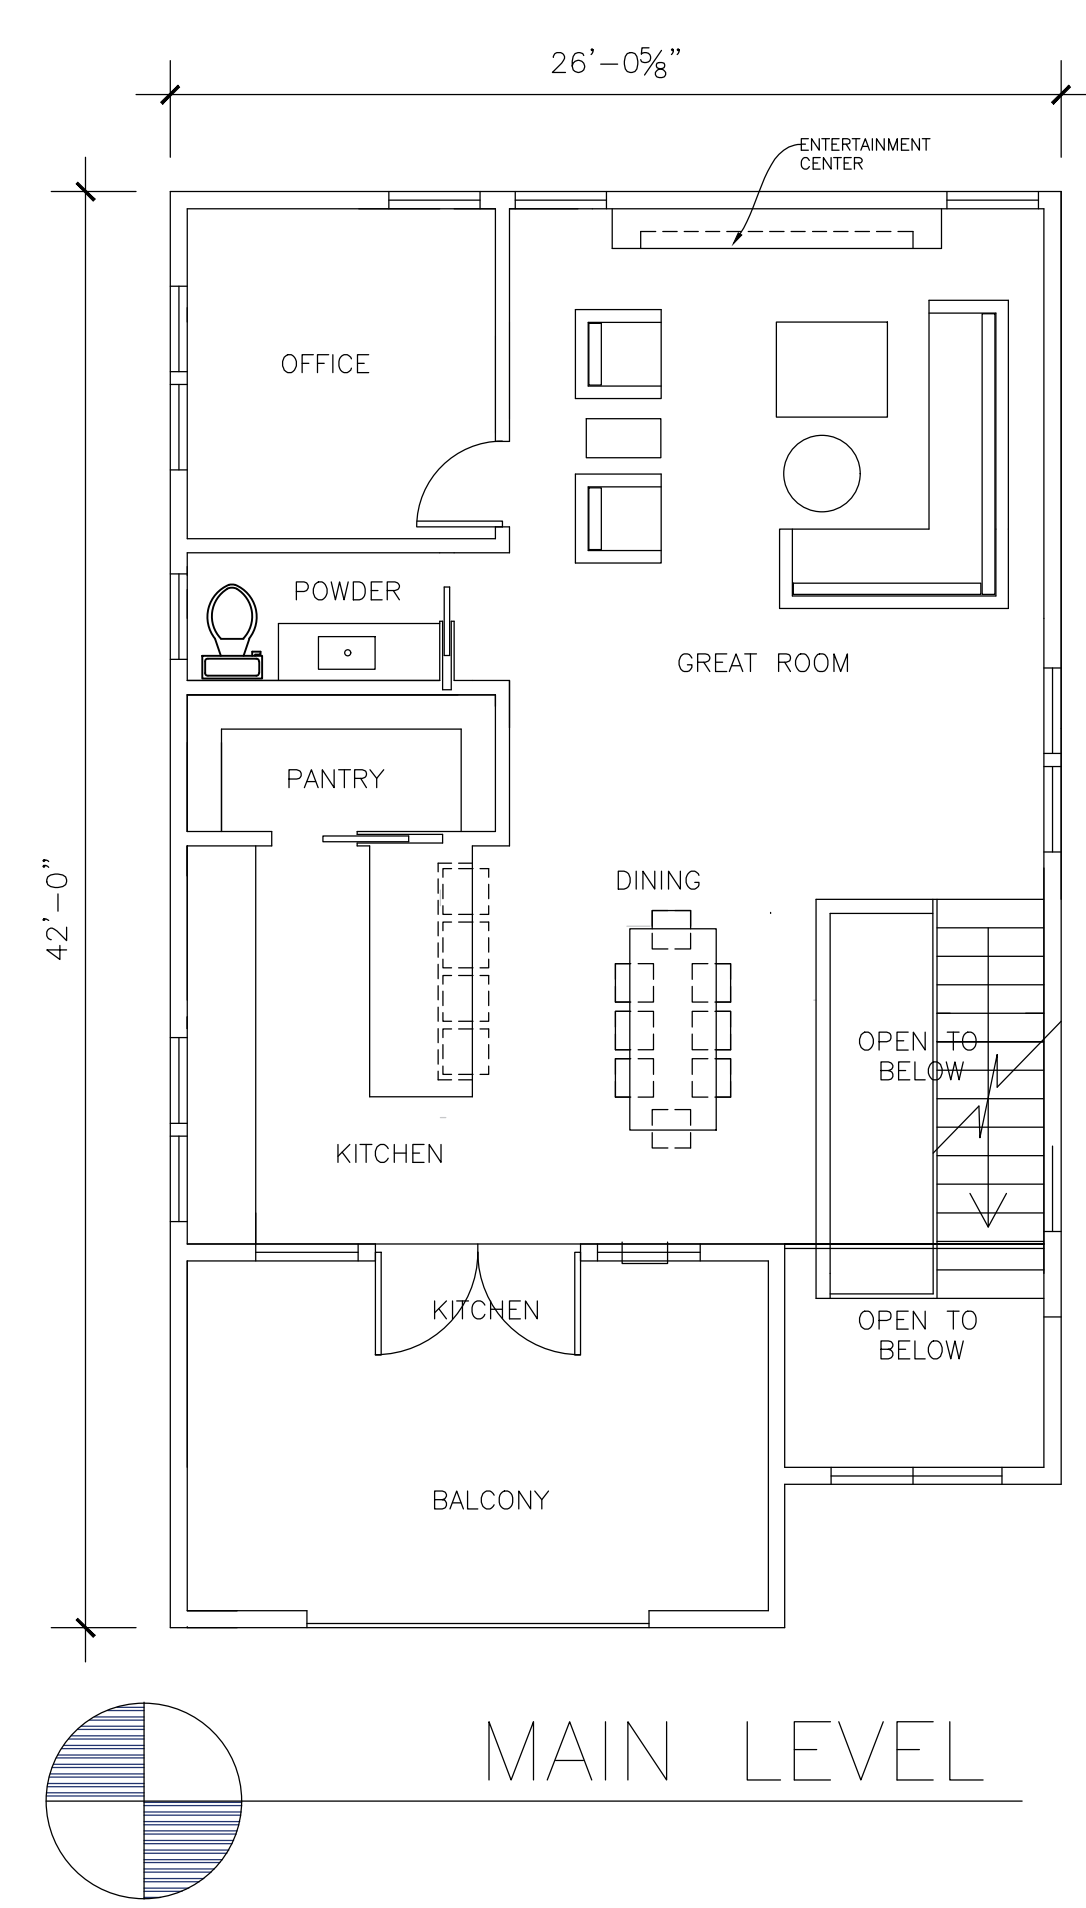 26'-0⅝"
ENTERTAINMENT
CENTER
OFFICE
POWDER
GREAT ROOM
PANTRY
42'-0"
DINING
OPEN TO
BELOW
KITCHEN
KITCHEN
OPEN TO
BELOW
BALCONY
MAIN LEVEL